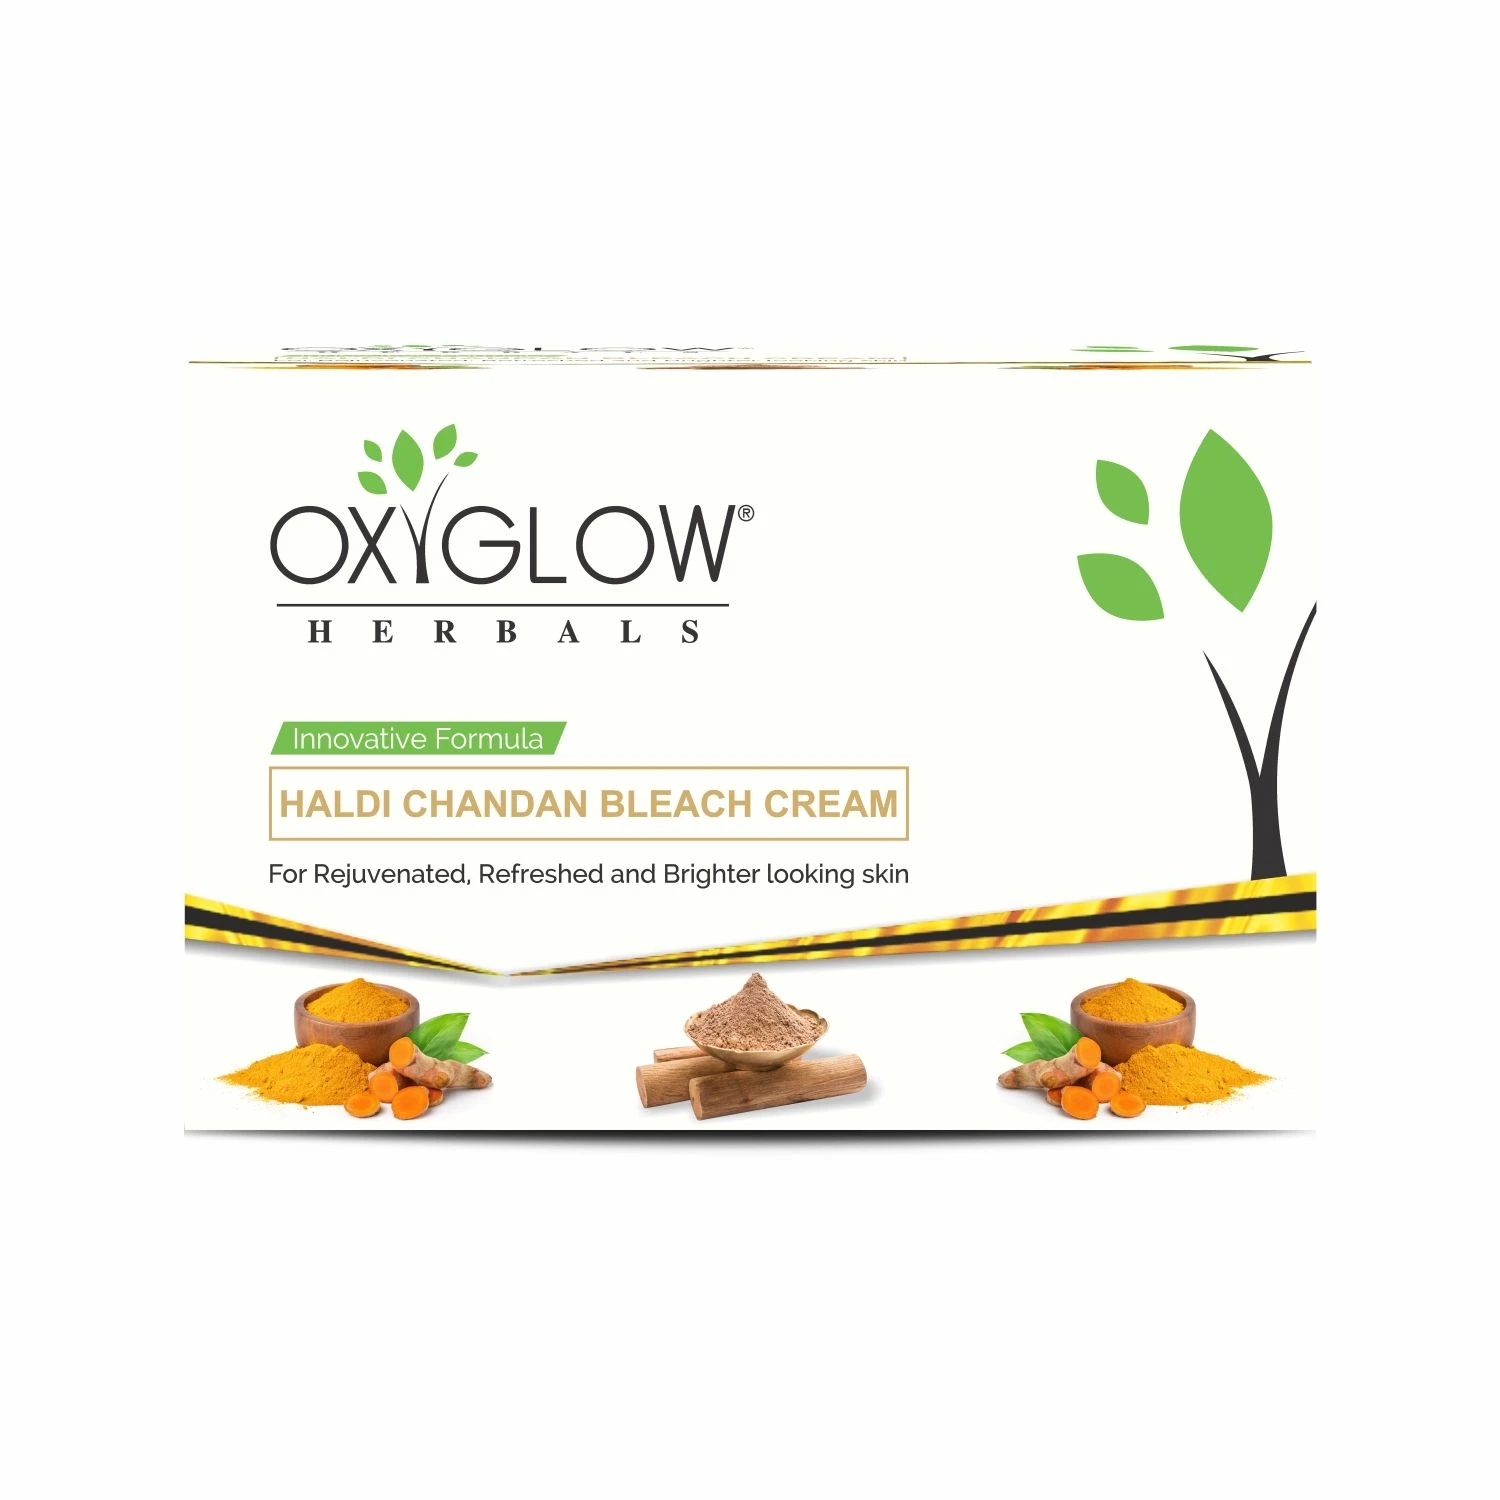 OXYGLOW®
HERBALS
Innovative Formula
HALDI CHANDAN BLEACH CREAM
For Rejuvenated, Refreshed and Brighter looking skin